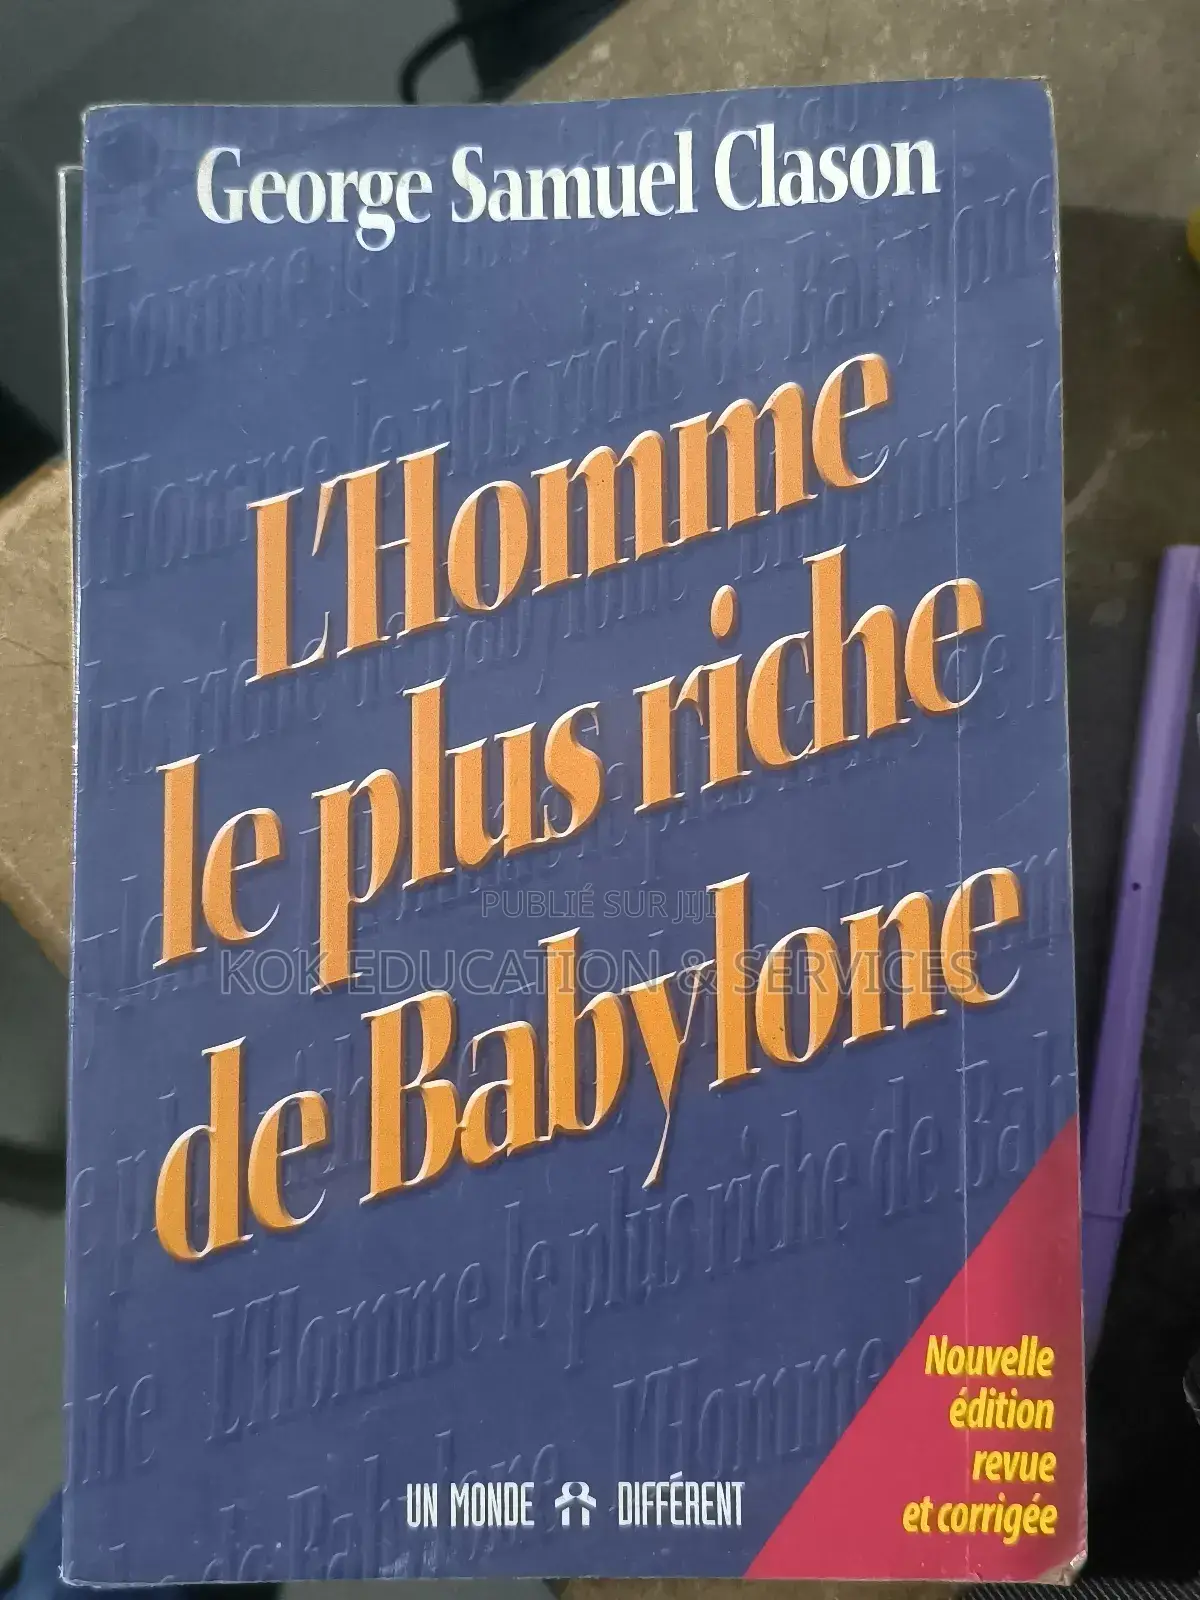 George Samuel Clason
L'Homme
le plus riche
PUBLIÉ SUR JIJI
KOK EDUCATION & SERVICES
de Babylone
Nouvelle
édition
revue
et corrigée
UN MONDE DIFFÉRENT